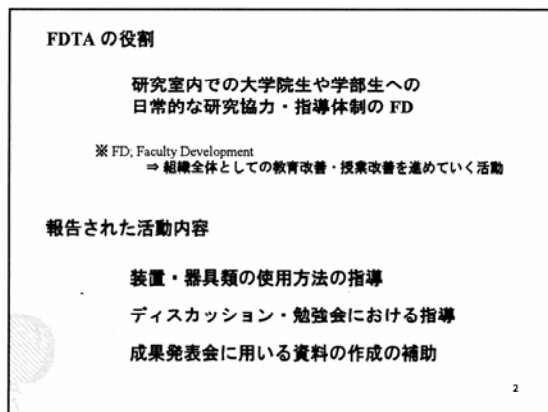 FDTA の役割
研究室内での大学院生や学部生への
日常的な研究協力・指導体制の FD
※ FD; Faculty Development
⇒ 組織全体としての教育改善・授業改善を進めていく活動
報告された活動内容
装置・器具類の使用方法の指導
ディスカッション・勉強会における指導
成果発表会に用いる資料の作成の補助
2